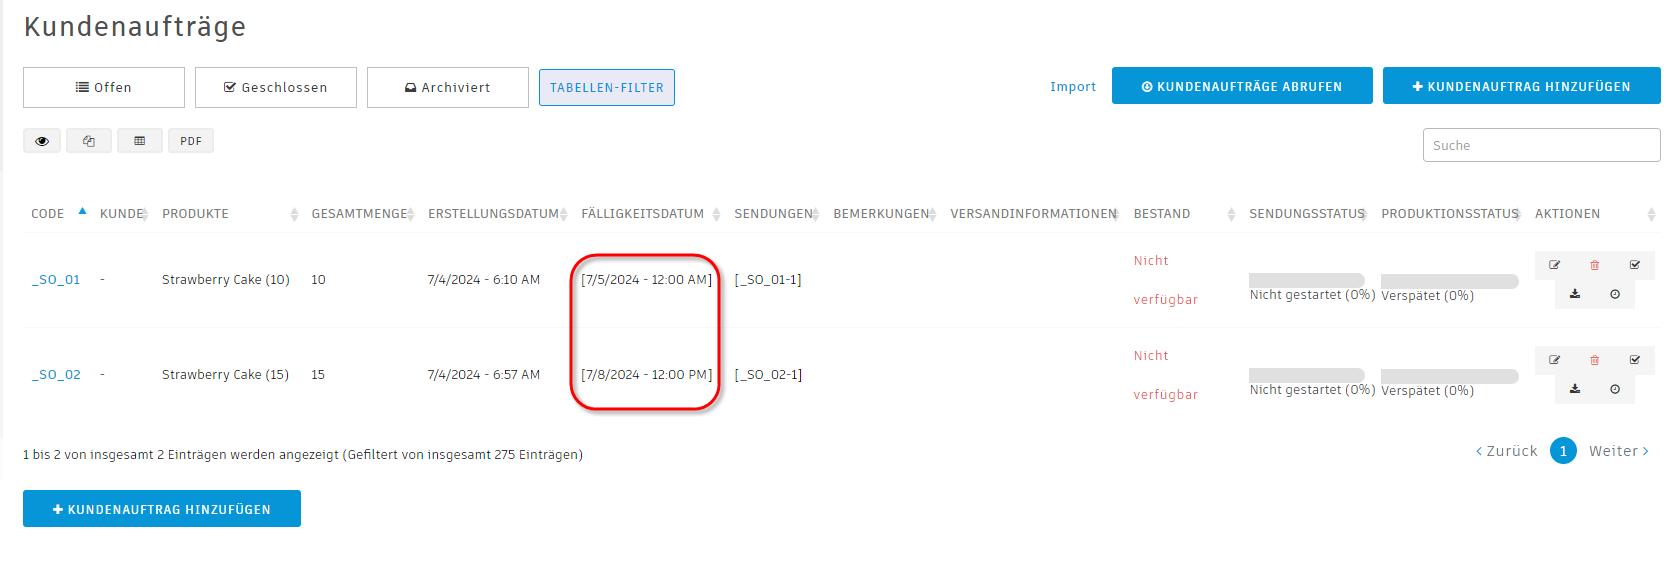 Kundenaufträge
Offen
Geschlossen
Archiviert
TABELLEN-FILTER
Import
KUNDENAUFTRÄGE ABRUFEN
KUNDENAUFTRAG HINZUFÜGEN
PDF
Suche
CODE KUNDE PRODUKTE GESAMTMENGE ERSTELLUNGSDATUM FÄLLIGKEITSDATUM SENDUNGEN BEMERKUNGEN VERSANDINFORMATIONEN BESTAND SENDUNGSSTATUS PRODUKTIONSSTATUS AKTIONEN
_SO_01 - Strawberry Cake (10) 10 7/4/2024 - 6:10 AM [7/5/2024 - 12:00 AM] [_SO_01-1]
Nicht
verfügbar
Nicht gestartet (0%) Verspätet (0%)
_SO_02 - Strawberry Cake (15) 15 7/4/2024 - 6:57 AM [7/8/2024 - 12:00 PM] [_SO_02-1]
Nicht
verfügbar
Nicht gestartet (0%) Verspätet (0%)
1 bis 2 von insgesamt 2 Einträgen werden angezeigt (Gefiltert von insgesamt 275 Einträgen)
Zurück 1 Weiter
KUNDENAUFTRAG HINZUFÜGEN